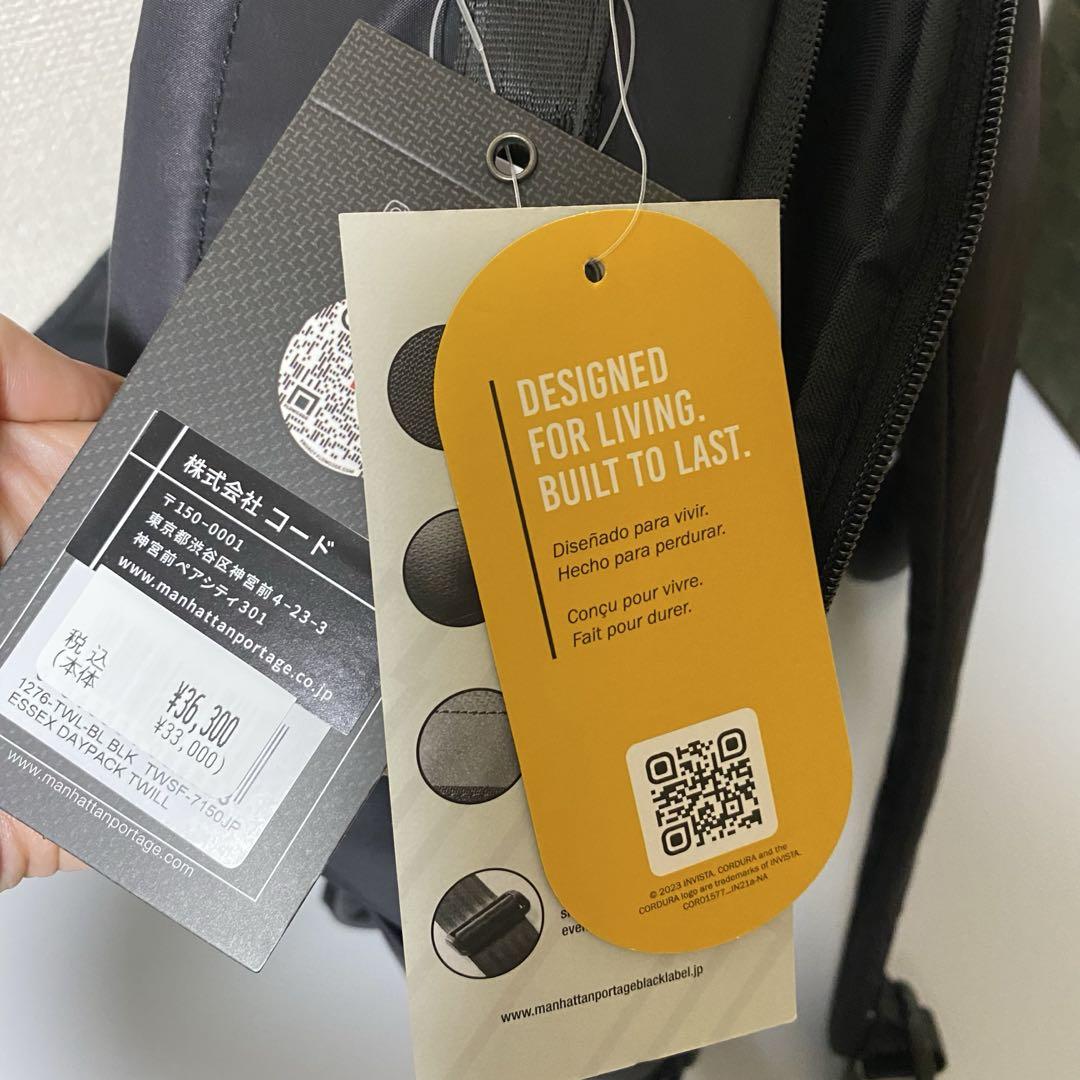 株式会社 コード
〒150-0001
東京都渋谷区神宮前4-23-3
神宮前ペアシティ301
www.manhattanportage.co.jp
税込 ¥36,300
(本体 ¥33,000)
1276-TWL-BL BLK TWSF-7150JP
ESSEX DAYPACK TWILL
www.manhattanportage.com
DESIGNED
FOR LIVING.
BUILT TO LAST.
Diseñado para vivir.
Hecho para perdurar.
Conçu pour vivre.
Fait pour durer.
© 2023 INVISTA. CORDURA and the
CORDURA logo are trademarks of INVISTA.
COR01577_IN21a-NA
www.manhattanportageblacklabel.jp